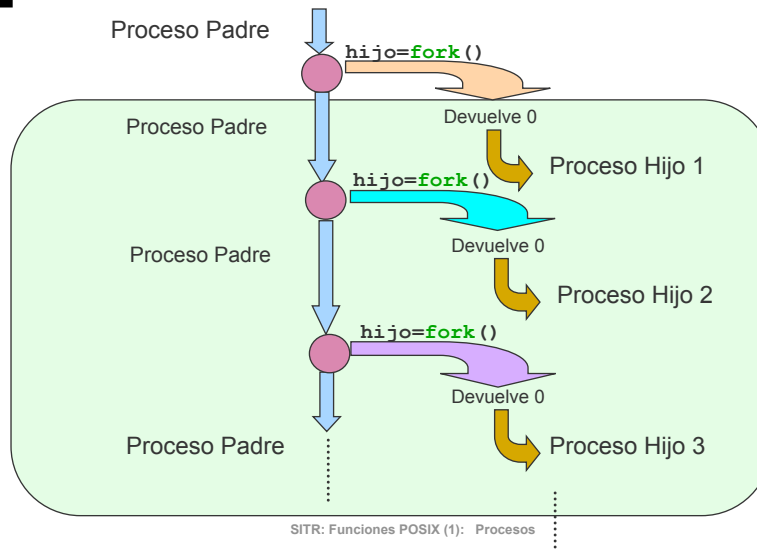 Proceso Padre
hijo=fork()
Proceso Padre
Devuelve 0
Proceso Hijo 1
hijo=fork()
Proceso Padre
Devuelve 0
Proceso Hijo 2
hijo=fork()
Devuelve 0
Proceso Padre
Proceso Hijo 3
SITR: Funciones POSIX (1): Procesos